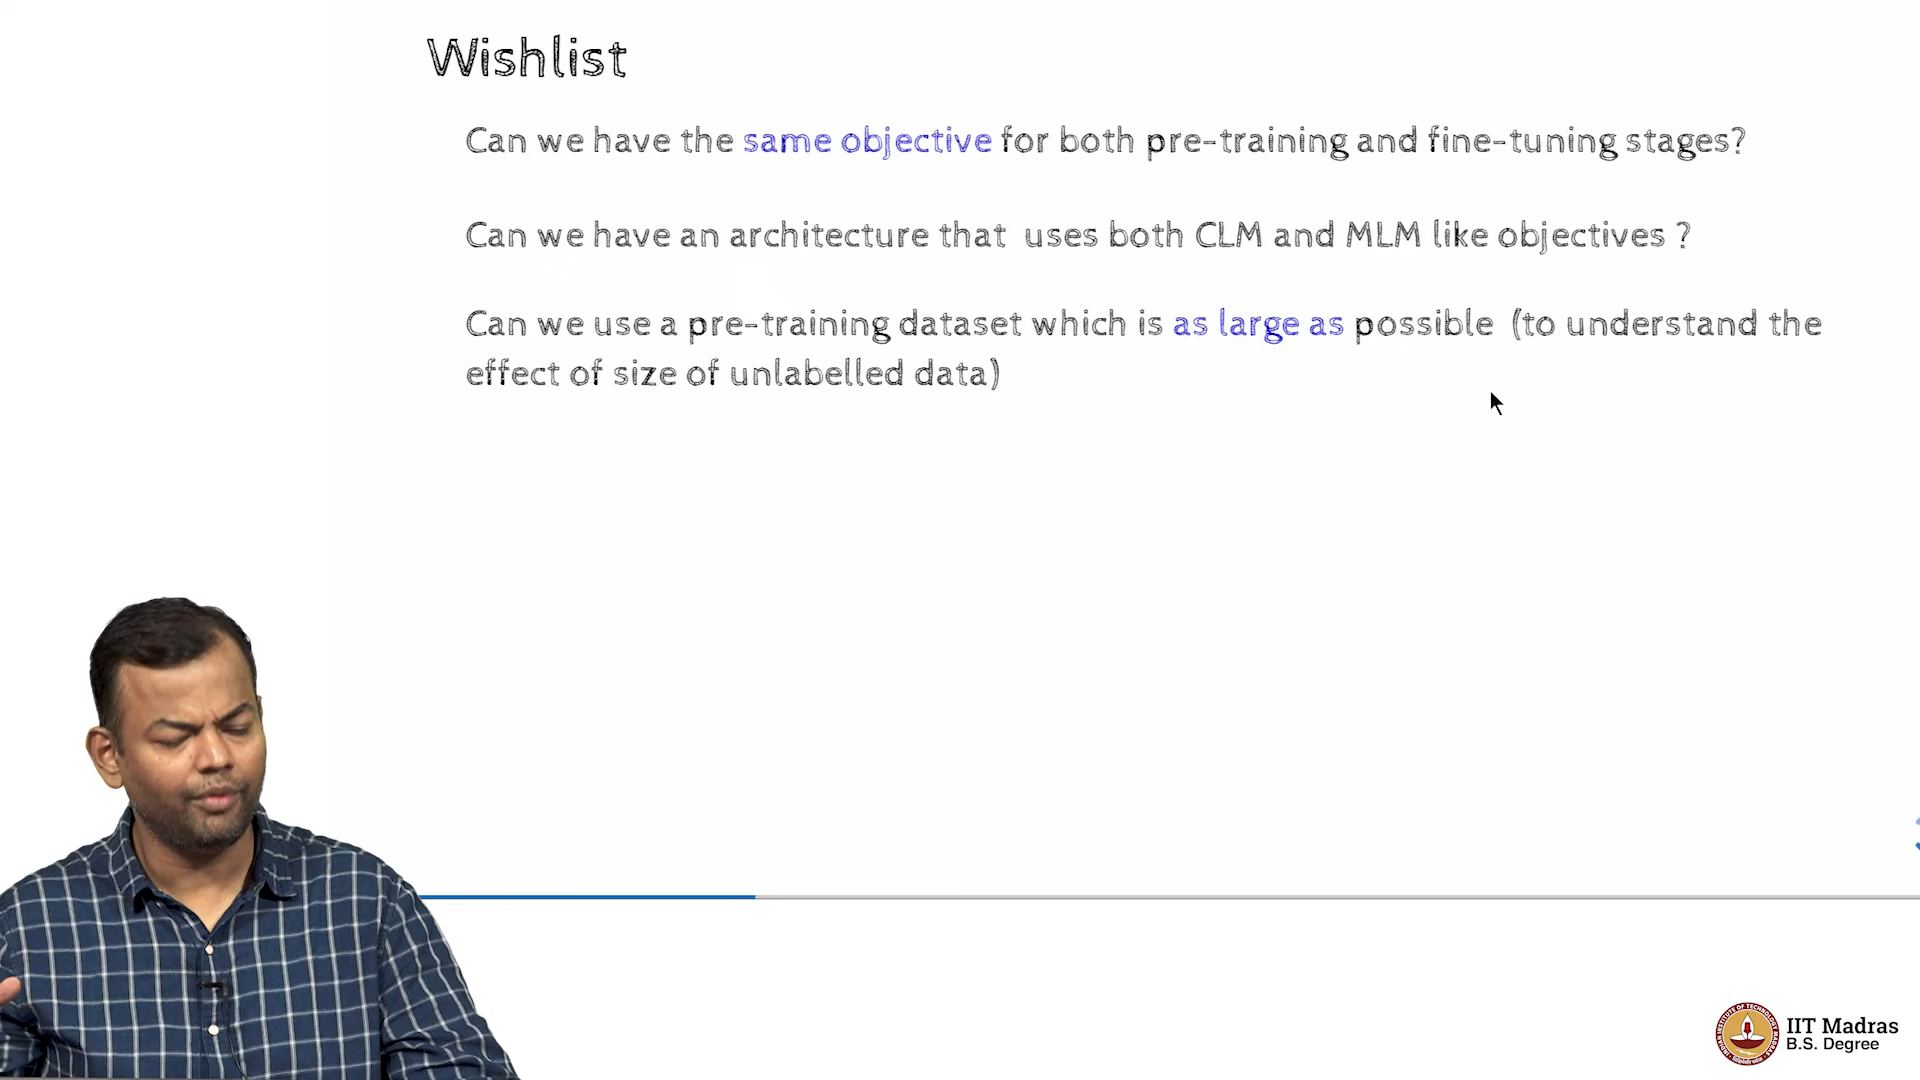 Wishlist
Can we have the same objective for both pre-training and fine-tuning stages?
Can we have an architecture that uses both CLM and MLM like objectives ?
Can we use a pre-training dataset which is as large as possible (to understand the
effect of size of unlabelled data)
IIT Madras
B.S. Degree